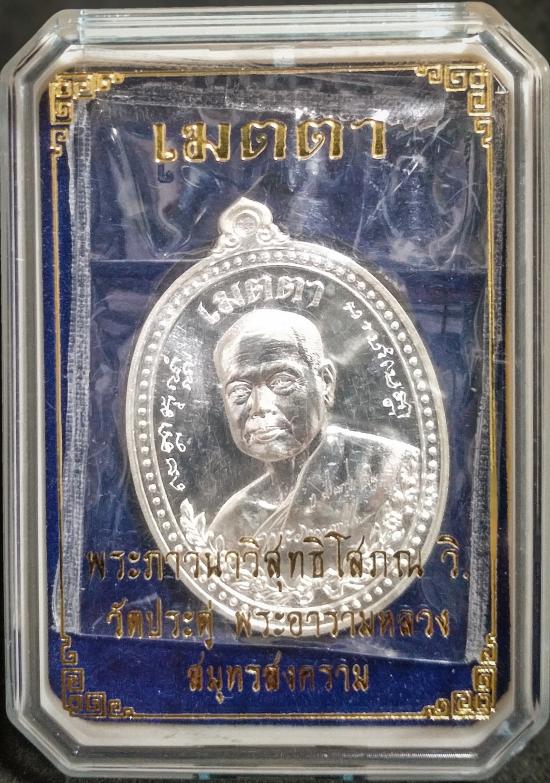 เมตตา
เมตตา
พระภาวนาวิสุทธิโสภณ วิ.
วัดประดู่ พระอารามหลวง
สมุทรสงคราม